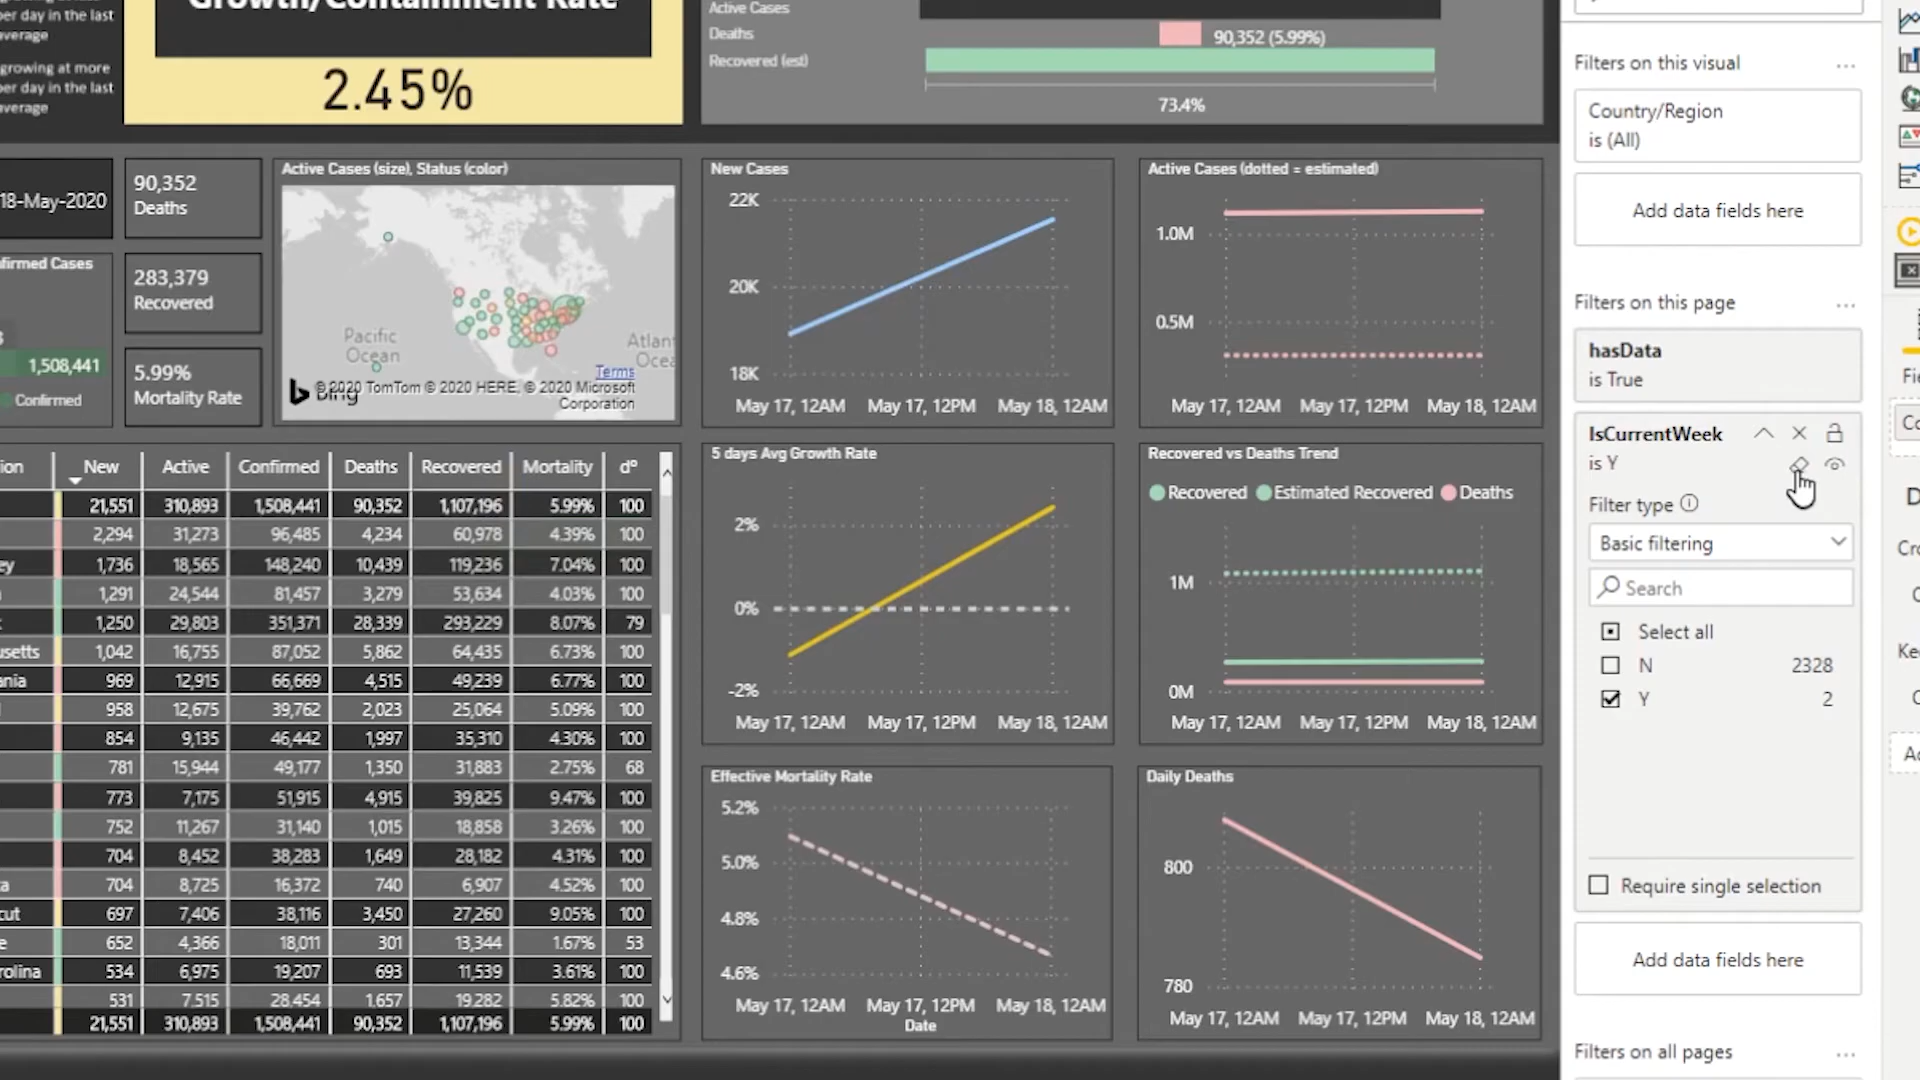 per day in the last
average
growing at more
per day in the last
average
Growth/Containment Rate
2.45%
Active Cases
Deaths
90,352 (5.99%)
Recovered (est)
73.4%
18-May-2020
90,352
Deaths
283,379
Recovered
5.99%
Mortality Rate
nfirmed Cases
1,508,441
Confirmed
Active Cases (size), Status (color)
Pacific
Ocean
Atlant
Ocea
Terms
Bing
© 2020 TomTom © 2020 HERE, © 2020 Microsoft
Corporation
New Cases
22K
20K
18K
May 17, 12AM May 17, 12PM May 18, 12AM
Active Cases (dotted = estimated)
1.0M
0.5M
May 17, 12AM May 17, 12PM May 18, 12AM
ion New Active Confirmed Deaths Recovered Mortality d°
21,551 310,893 1,508,441 90,352 1,107,196 5.99% 100
2,294 31,273 96,485 4,234 60,978 4.39% 100
ey 1,736 18,565 148,240 10,439 119,236 7.04% 100
1,291 24,544 81,457 3,279 53,634 4.03% 100
1,250 29,803 351,371 28,339 293,229 8.07% 79
usetts 1,042 16,755 87,052 5,862 64,435 6.73% 100
ania 969 12,915 66,669 4,515 49,239 6.77% 100
958 12,675 39,762 2,023 25,064 5.09% 100
854 9,135 46,442 1,997 35,310 4.30% 100
781 15,944 49,177 1,350 31,883 2.75% 68
773 7,175 51,915 4,915 39,825 9.47% 100
752 11,267 31,140 1,015 18,858 3.26% 100
704 8,452 38,283 1,649 28,182 4.31% 100
a 704 8,725 16,372 740 6,907 4.52% 100
cut 697 7,406 38,116 3,450 27,260 9.05% 100
e 652 4,366 18,011 301 13,344 1.67% 53
rolina 534 6,975 19,207 693 11,539 3.61% 100
531 7,515 28,454 1,657 19,282 5.82% 100
21,551 310,893 1,508,441 90,352 1,107,196 5.99% 100
5 days Avg Growth Rate
2%
0%
-2%
May 17, 12AM May 17, 12PM May 18, 12AM
Recovered vs Deaths Trend
Recovered Estimated Recovered Deaths
1M
0M
May 17, 12AM May 17, 12PM May 18, 12AM
Effective Mortality Rate
5.2%
5.0%
4.8%
4.6%
May 17, 12AM May 17, 12PM May 18, 12AM
Date
Daily Deaths
800
780
May 17, 12AM May 17, 12PM May 18, 12AM
Filters on this visual ...
Country/Region
is (All)
Add data fields here
Filters on this page ...
hasData
is True
IsCurrentWeek
is Y
Filter type
Basic filtering
Search
Select all
N 2328
Y 2
Require single selection
Add data fields here
Filters on all pages ...
Fie
Co
D
Cro
Kee
Ad